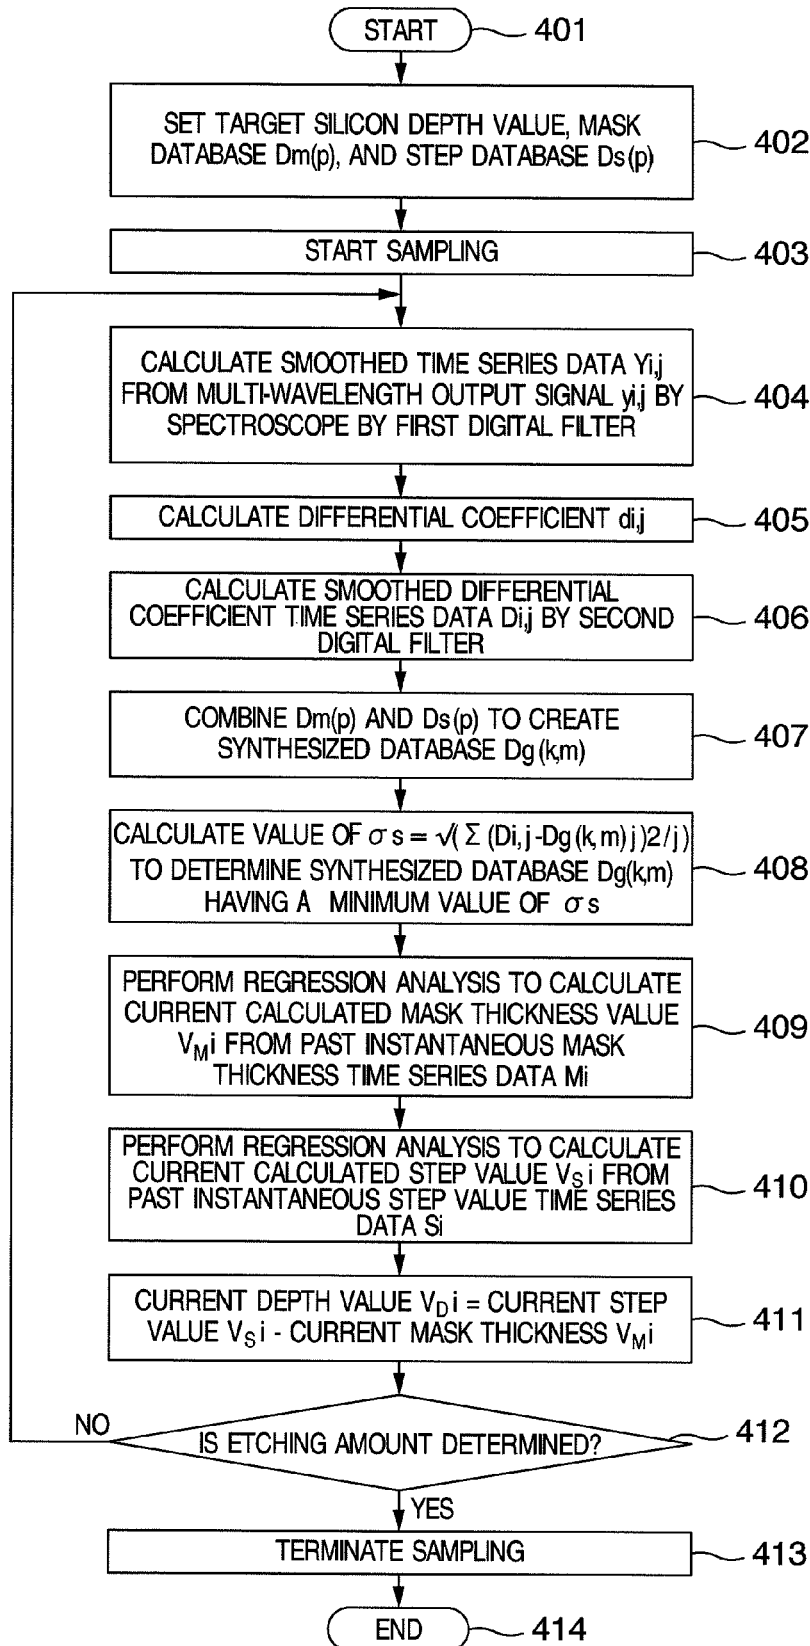 START
401
SET TARGET SILICON DEPTH VALUE, MASK
DATABASE Dm(p), AND STEP DATABASE Ds(p)
402
START SAMPLING
403
CALCULATE SMOOTHED TIME SERIES DATA Yi,j
FROM MULTI-WAVELENGTH OUTPUT SIGNAL yi,j BY
SPECTROSCOPE BY FIRST DIGITAL FILTER
404
CALCULATE DIFFERENTIAL COEFFICIENT di,j
405
CALCULATE SMOOTHED DIFFERENTIAL
COEFFICIENT TIME SERIES DATA Di,j BY SECOND
DIGITAL FILTER
406
COMBINE Dm(p) AND Ds(p) TO CREATE
SYNTHESIZED DATABASE Dg(k,m)
407
CALCULATE VALUE OF σs = √(Σ(Di,j-Dg(k,m)j)2/j)
TO DETERMINE SYNTHESIZED DATABASE Dg(k,m)
HAVING A MINIMUM VALUE OF σs
408
PERFORM REGRESSION ANALYSIS TO CALCULATE
CURRENT CALCULATED MASK THICKNESS VALUE
VMi FROM PAST INSTANTANEOUS MASK
THICKNESS TIME SERIES DATA Mi
409
PERFORM REGRESSION ANALYSIS TO CALCULATE
CURRENT CALCULATED STEP VALUE VSi FROM
PAST INSTANTANEOUS STEP VALUE TIME SERIES
DATA Si
410
CURRENT DEPTH VALUE VDi = CURRENT STEP
VALUE VSi - CURRENT MASK THICKNESS VMi
411
NO
IS ETCHING AMOUNT DETERMINED?
412
YES
TERMINATE SAMPLING
413
END
414